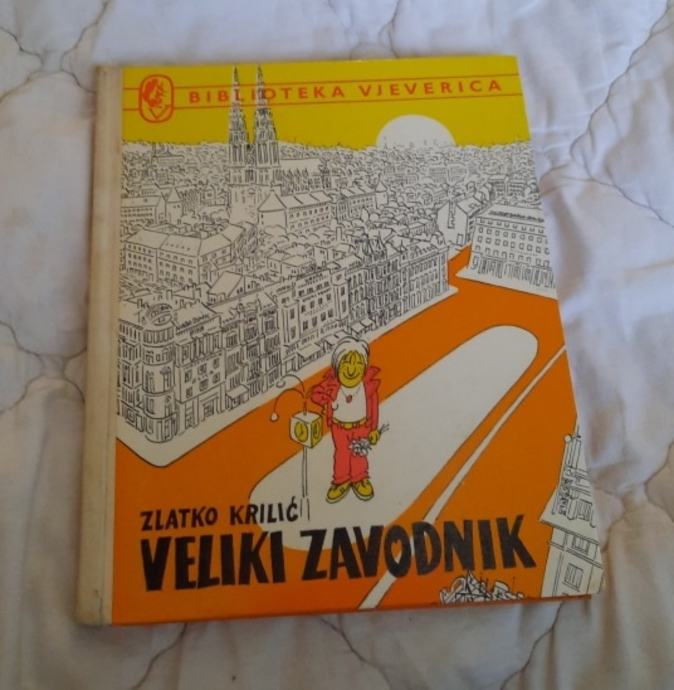 BIBLIOTEKA VJEVERICA
ZLATKO KRILIĆ
VELIKI ZAVODNIK